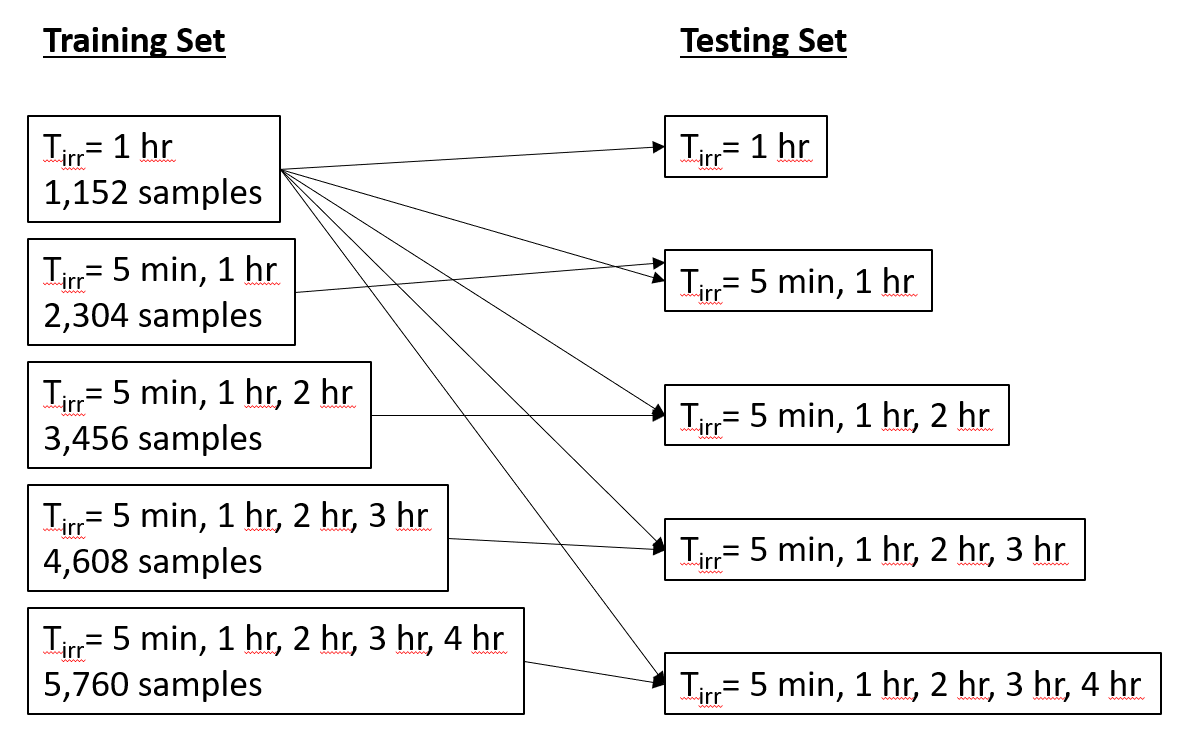 Training Set
Testing Set
Tirr= 1 hr
1,152 samples
Tirr= 5 min, 1 hr
2,304 samples
Tirr= 5 min, 1 hr, 2 hr
3,456 samples
Tirr= 5 min, 1 hr, 2 hr, 3 hr
4,608 samples
Tirr= 5 min, 1 hr, 2 hr, 3 hr, 4 hr
5,760 samples
Tirr= 1 hr
Tirr= 5 min, 1 hr
Tirr= 5 min, 1 hr, 2 hr
Tirr= 5 min, 1 hr, 2 hr, 3 hr
Tirr= 5 min, 1 hr, 2 hr, 3 hr, 4 hr